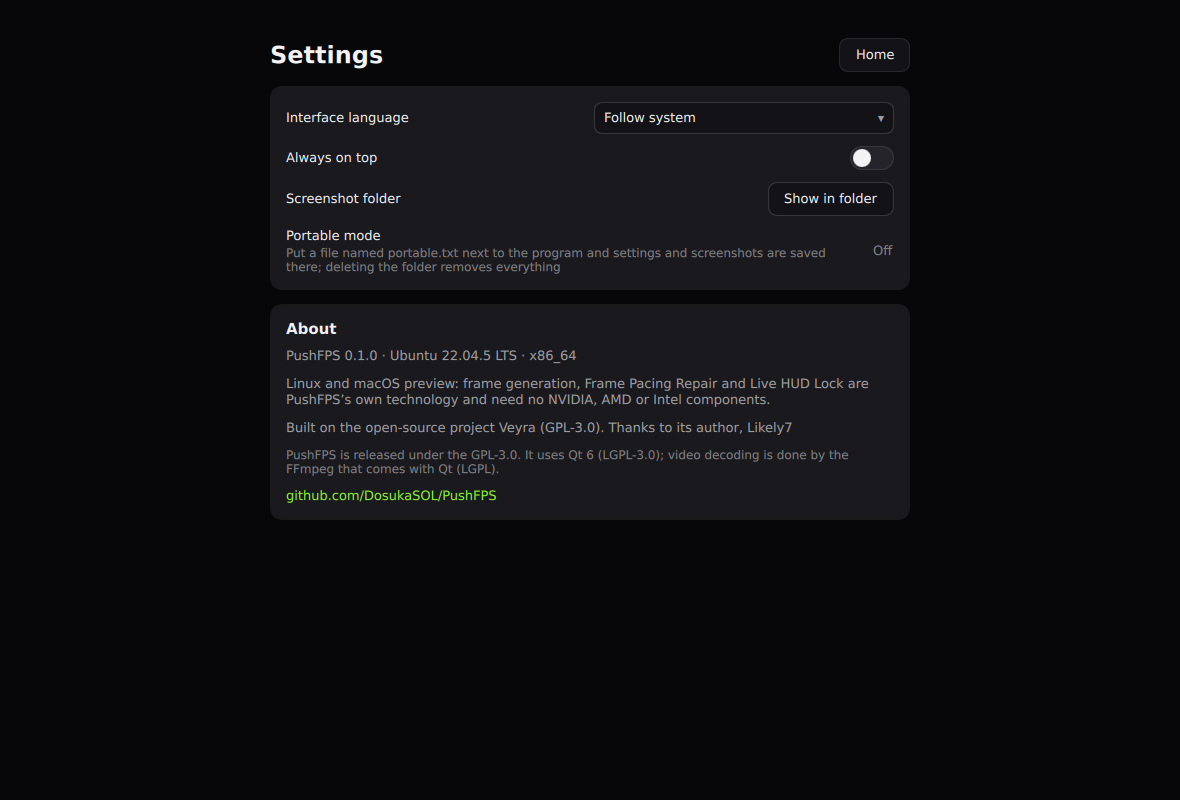 Settings
Home
Interface language
Follow system
Always on top
Screenshot folder
Show in folder
Portable mode
Put a file named portable.txt next to the program and settings and screenshots are saved
there; deleting the folder removes everything
Off
About
PushFPS 0.1.0 · Ubuntu 22.04.5 LTS · x86_64
Linux and macOS preview: frame generation, Frame Pacing Repair and Live HUD Lock are
PushFPS’s own technology and need no NVIDIA, AMD or Intel components.
Built on the open-source project Veyra (GPL-3.0). Thanks to its author, Likely7
PushFPS is released under the GPL-3.0. It uses Qt 6 (LGPL-3.0); video decoding is done by the
FFmpeg that comes with Qt (LGPL).
github.com/DosukaSOL/PushFPS